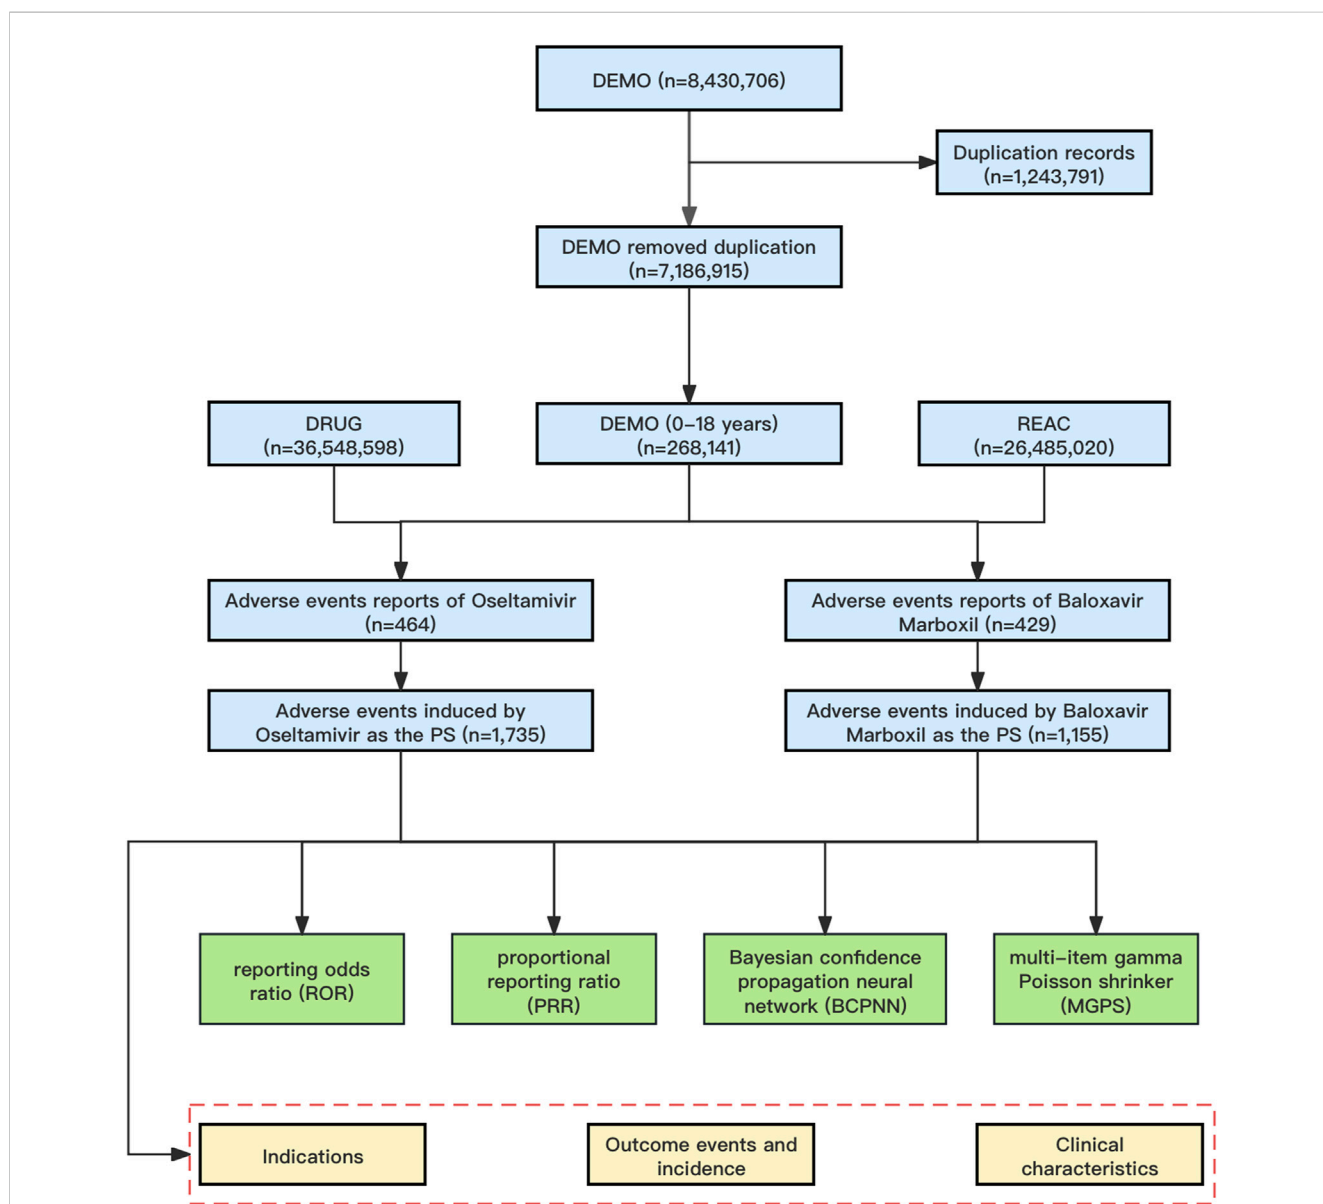 DEMO (n=8,430,706)
Duplication records
(n=1,243,791)
DEMO removed duplication
(n=7,186,915)
DRUG
(n=36,548,598)
DEMO (0–18 years)
(n=268,141)
REAC
(n=26,485,020)
Adverse events reports of Oseltamivir
(n=464)
Adverse events reports of Baloxavir
Marboxil (n=429)
Adverse events induced by
Oseltamivir as the PS (n=1,735)
Adverse events induced by Baloxavir
Marboxil as the PS (n=1,155)
reporting odds
ratio (ROR)
proportional
reporting ratio
(PRR)
Bayesian confidence
propagation neural
network (BCPNN)
multi–item gamma
Poisson shrinker
(MGPS)
Indications
Outcome events and
incidence
Clinical
characteristics